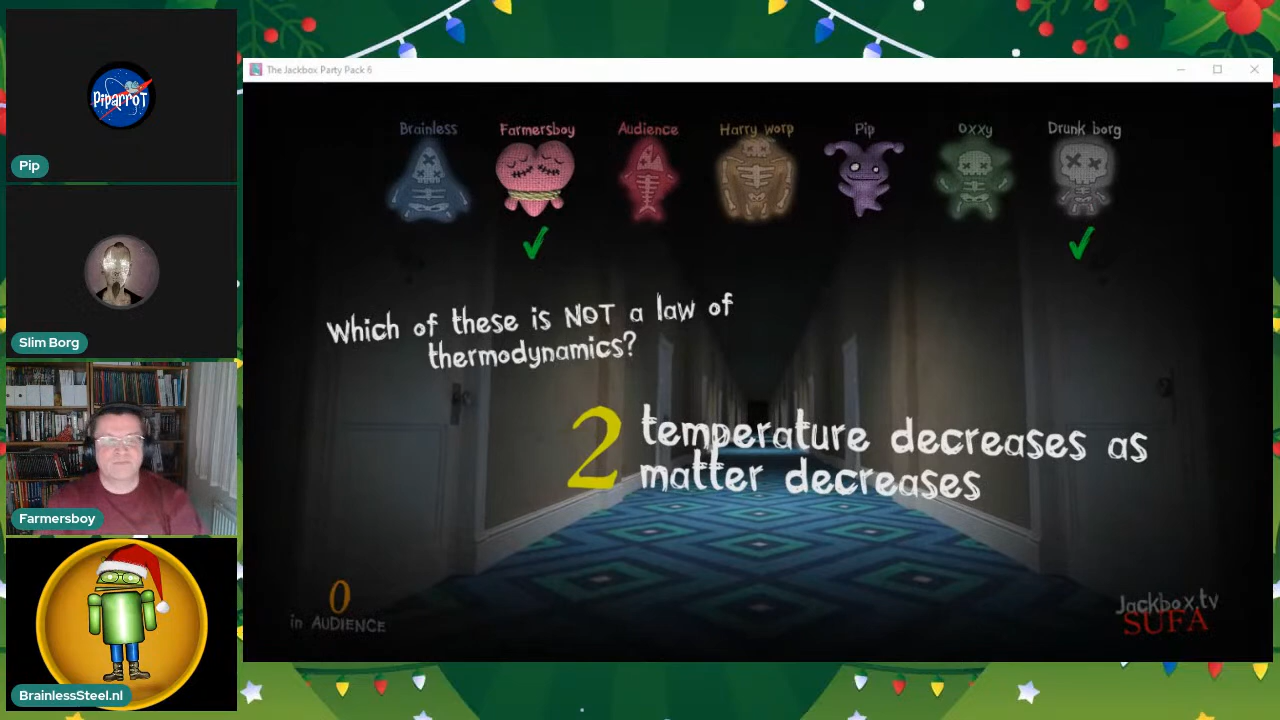 PiparroT
Pip
Slim Borg
Farmersboy
BrainlessSteel.nl
The Jackbox Party Pack 6
Brainless
Farmersboy
Audience
Harry worp
Pip
Oxxy
Drunk borg
Which of these is NOT a law of
thermodynamics?
2
temperature decreases as
matter decreases
0
in AUDIENCE
Jackbox.tv
SUFA